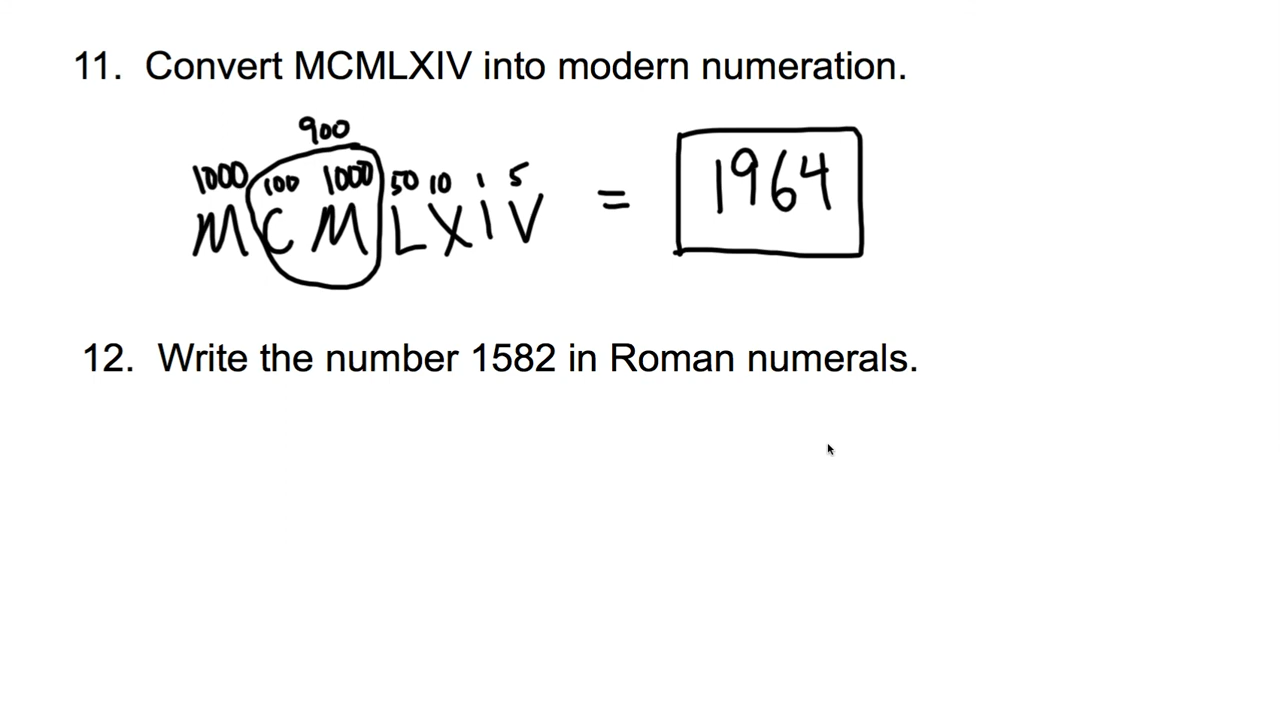 11. Convert MCMLXIV into modern numeration.
900
1000 100 1000 50 10 1 5
MCMLXiV = 1964
12. Write the number 1582 in Roman numerals.